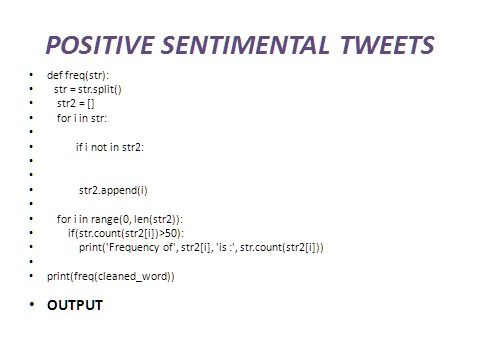 POSITIVE SENTIMENTAL TWEETS
• def freq(str):
• str = str.split()
• str2 = []
• for i in str:
•
• if i not in str2:
•
•
• str2.append(i)
•
• for i in range(0, len(str2)):
• if(str.count(str2[i])>50):
• print('Frequency of', str2[i], 'is :', str.count(str2[i]))
•
• print(freq(cleaned_word))
• OUTPUT